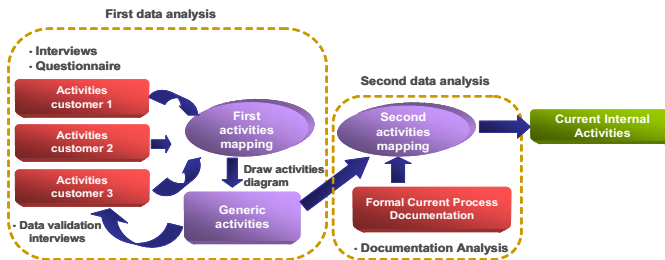 First data analysis
- Interviews
- Questionnaire
Activities
customer 1
Activities
customer 2
Activities
customer 3
First
activities
mapping
Draw activities
diagram
Generic
activities
- Data validation
interviews
Second data analysis
Second
activities
mapping
Formal Current Process
Documentation
- Documentation Analysis
Current Internal
Activities